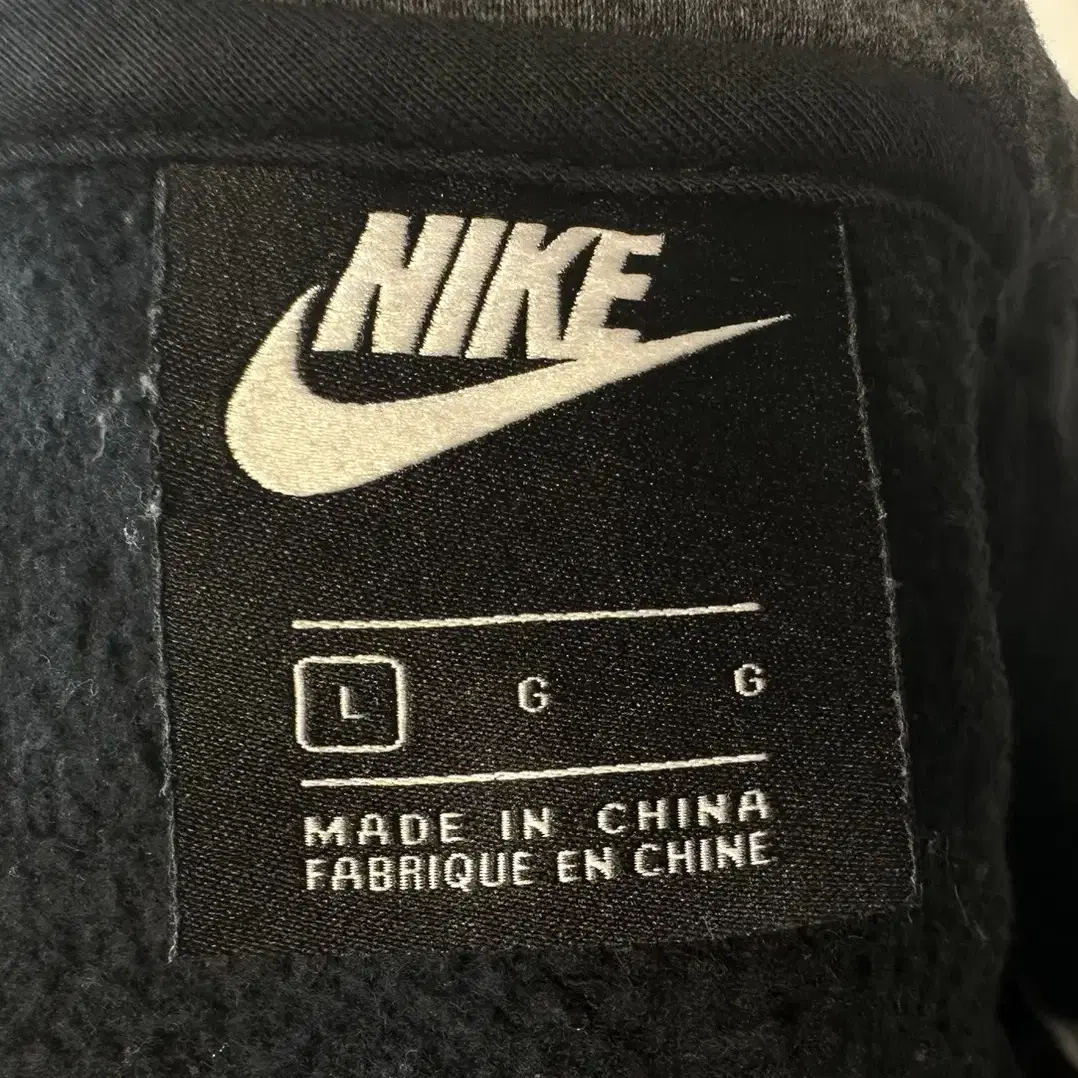 NIKE
L G G
MADE IN CHINA
FABRIQUE EN CHINE